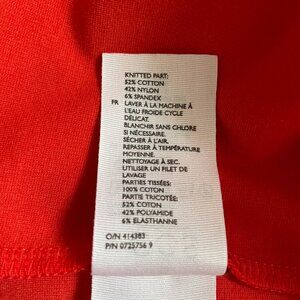 KNITTED PART:
52% COTTON
42% NYLON
6% SPANDEX
FR LAVER À LA MACHINE À
L'EAU FROIDE-CYCLE
DÉLICAT.
BLANCHIR SANS CHLORE
SI NÉCESSAIRE.
SÉCHER À L'AIR.
REPASSER À TEMPÉRATURE
MOYENNE.
NETTOYAGE À SEC.
UTILISER UN FILET DE
LAVAGE
PARTIES TISSÉES:
100% COTON
PARTIE TRICOTÉE:
52% COTON
42% POLYAMIDE
6% ÉLASTHANNE
O/N 414383
P/N 0725756 9